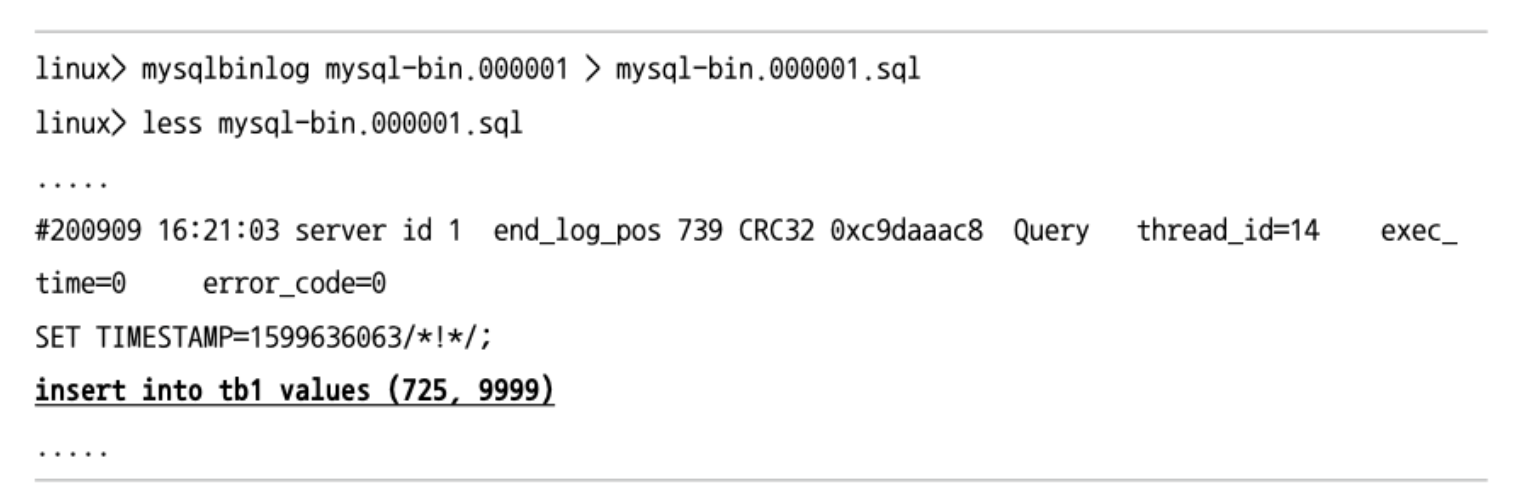 linux> mysqlbinlog mysql-bin.000001 > mysql-bin.000001.sql
linux> less mysql-bin.000001.sql
.....
#200909 16:21:03 server id 1  end_log_pos 739 CRC32 0xc9daaac8  Query   thread_id=14    exec_
time=0     error_code=0
SET TIMESTAMP=1599636063/*!*/;
insert into tb1 values (725, 9999)
.....